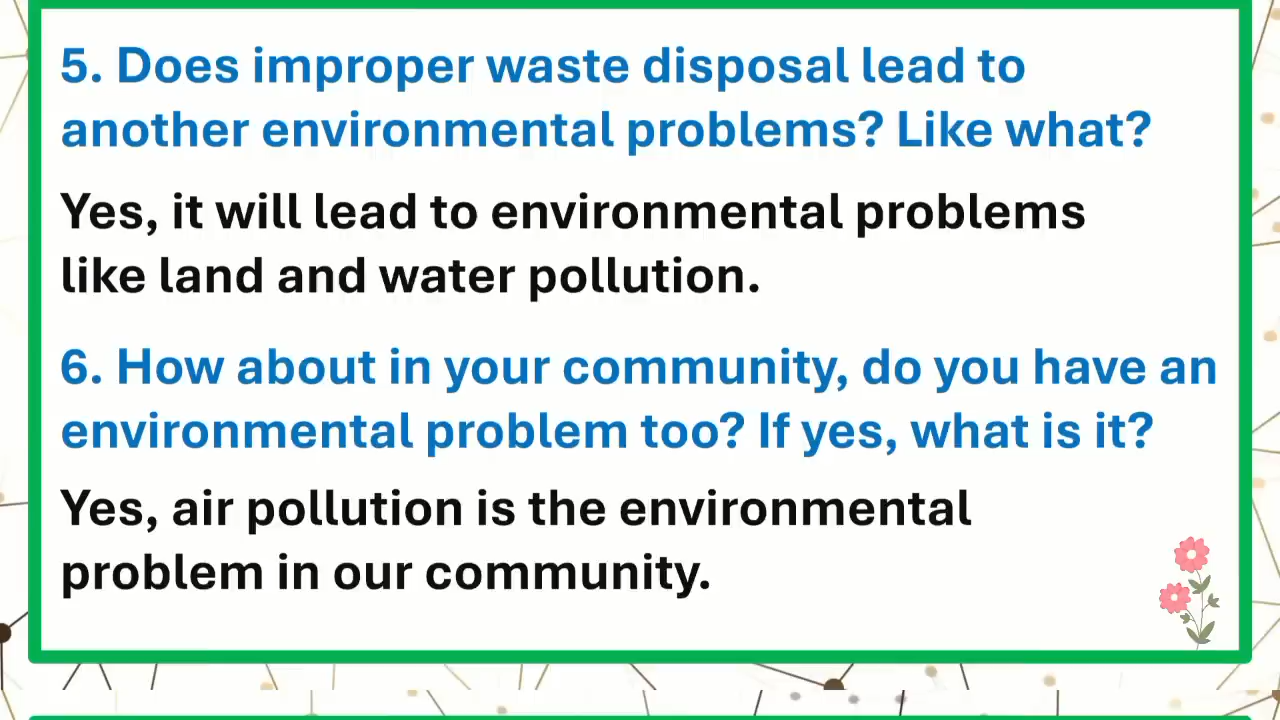 5. Does improper waste disposal lead to
another environmental problems? Like what?
Yes, it will lead to environmental problems
like land and water pollution.
6. How about in your community, do you have an
environmental problem too? If yes, what is it?
Yes, air pollution is the environmental
problem in our community.